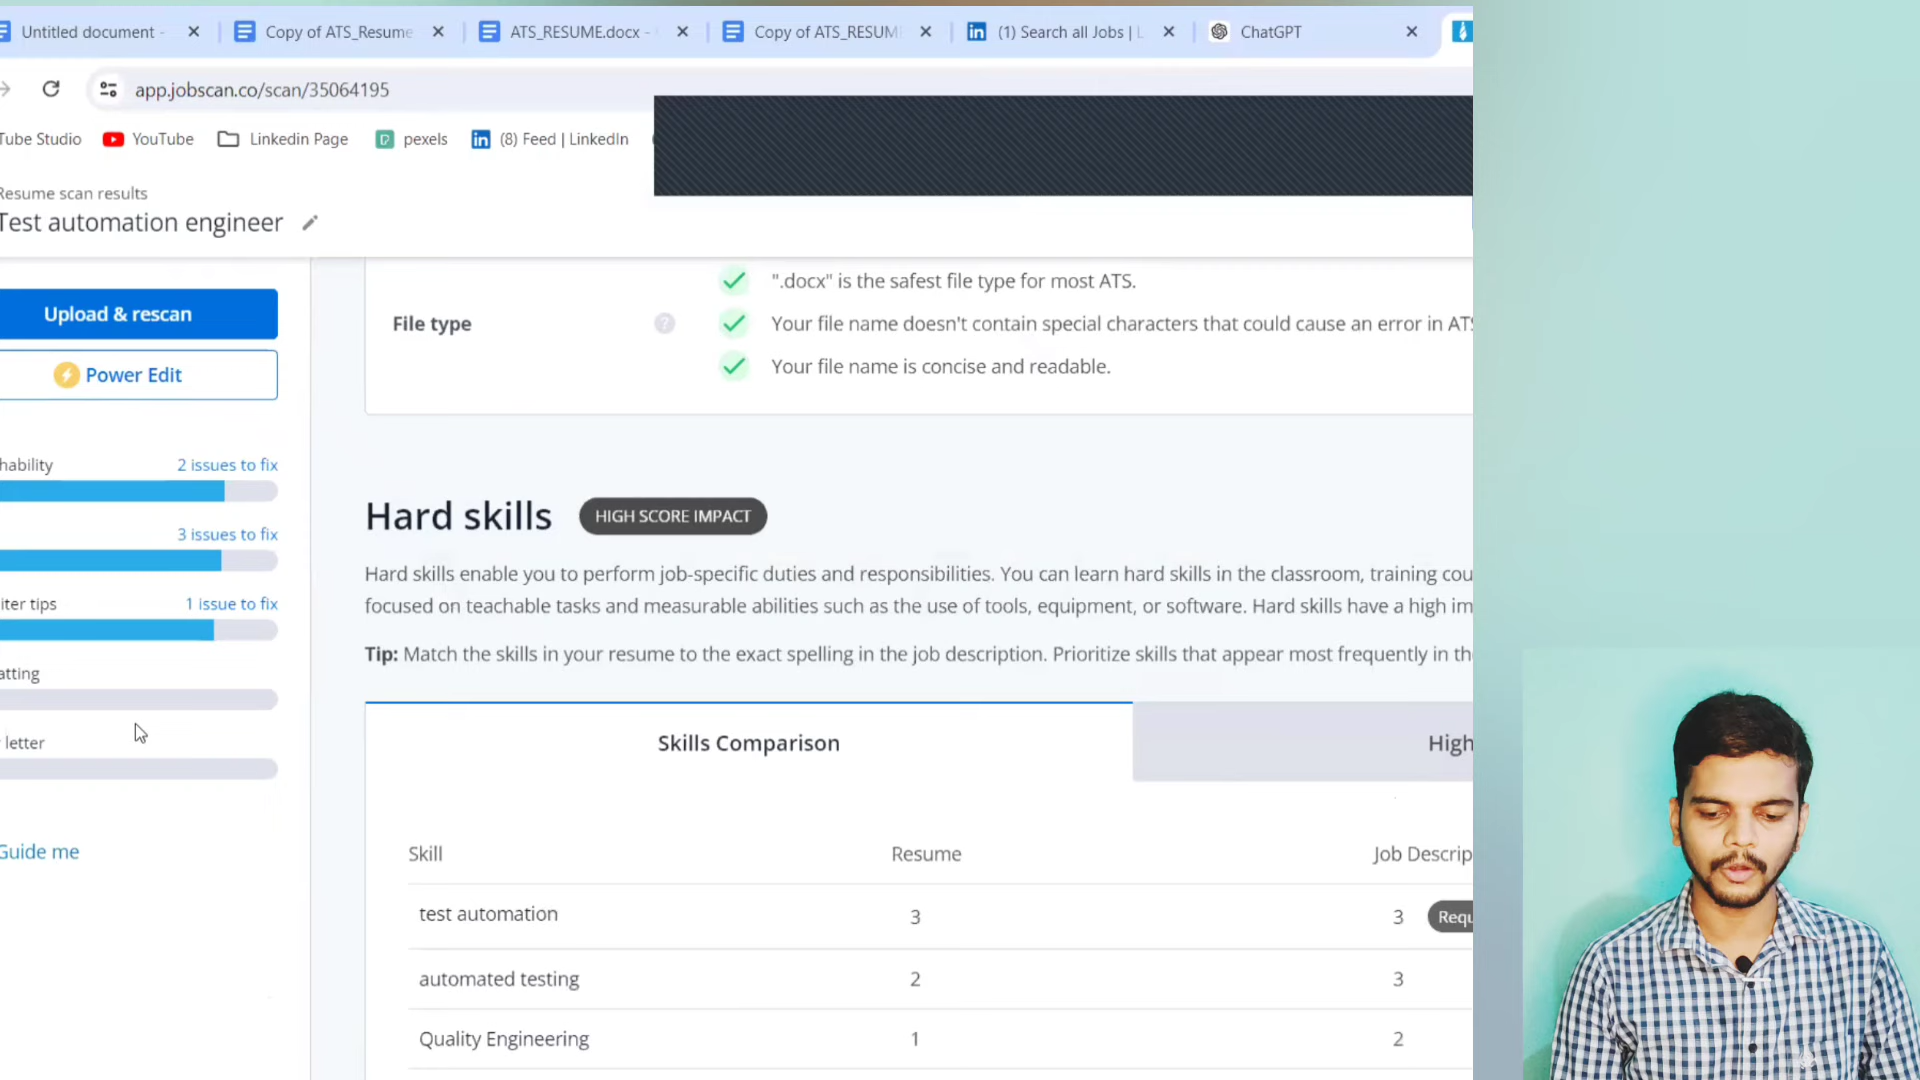 Untitled document -
Copy of ATS_Resume
ATS_RESUME.docx -
Copy of ATS_RESUM
(1) Search all Jobs | L
ChatGPT
app.jobscan.co/scan/35064195
Tube Studio
YouTube
Linkedin Page
pexels
(8) Feed | LinkedIn
Resume scan results
Test automation engineer
Upload & rescan
Power Edit
hability
2 issues to fix
3 issues to fix
iter tips
1 issue to fix
atting
letter
Guide me
File type
".docx" is the safest file type for most ATS.
Your file name doesn't contain special characters that could cause an error in ATS
Your file name is concise and readable.
Hard skills
HIGH SCORE IMPACT
Hard skills enable you to perform job-specific duties and responsibilities. You can learn hard skills in the classroom, training cou
focused on teachable tasks and measurable abilities such as the use of tools, equipment, or software. Hard skills have a high im
Tip: Match the skills in your resume to the exact spelling in the job description. Prioritize skills that appear most frequently in the
Skills Comparison
High
Skill Resume Job Descrip
test automation 3 3 Requ
automated testing 2 3
Quality Engineering 1 2